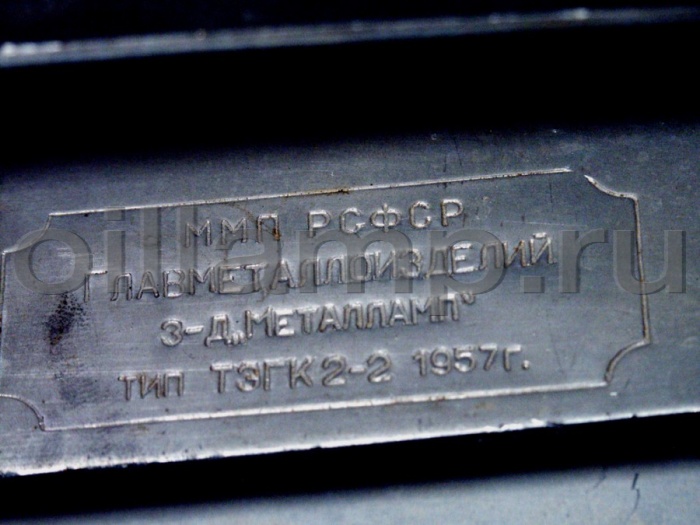 ММП РСФСР
ГЛАВМЕТАЛЛОИЗДЕЛИЙ
З-Д „МЕТАЛЛАМП"
ТИП ТЭГК2-2 1957г.
oillamp.ru